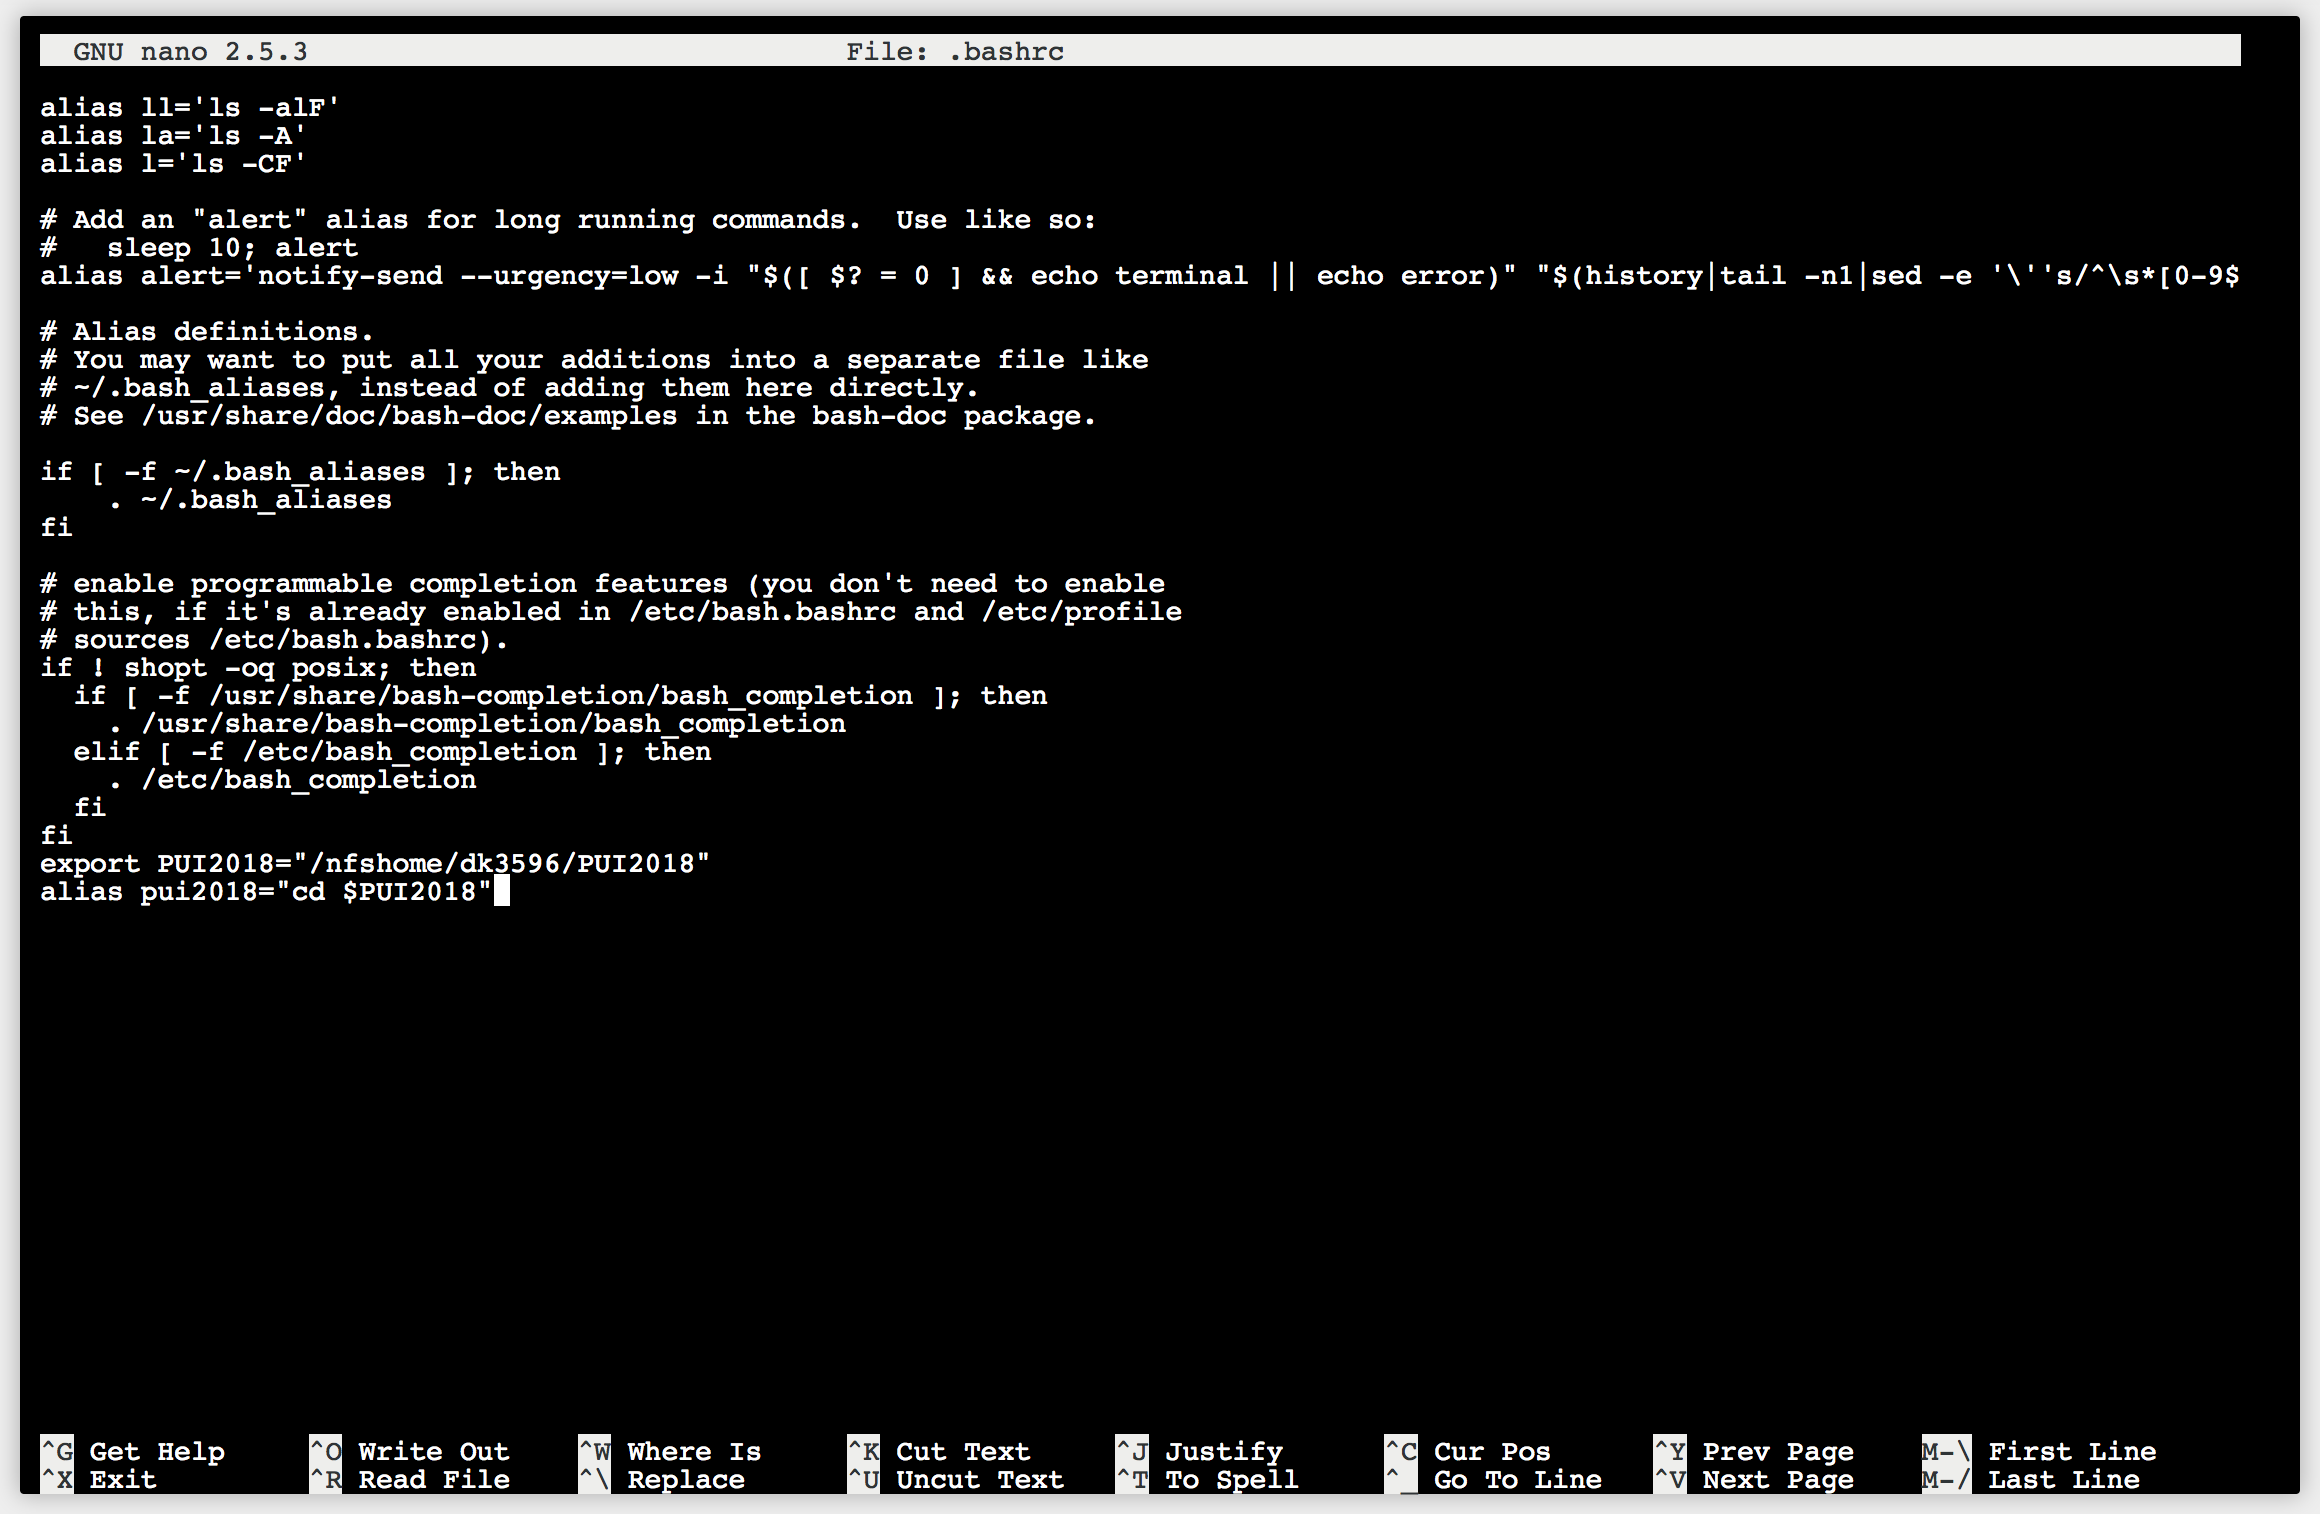 GNU nano 2.5.3 File: .bashrc
alias ll='ls -alF'
alias la='ls -A'
alias l='ls -CF'
# Add an "alert" alias for long running commands.  Use like so:
#   sleep 10; alert
alias alert='notify-send --urgency=low -i "$([ $? = 0 ] && echo terminal || echo error)" "$(history|tail -n1|sed -e '\''s/^\s*[0-9$
# Alias definitions.
# You may want to put all your additions into a separate file like
# ~/.bash_aliases, instead of adding them here directly.
# See /usr/share/doc/bash-doc/examples in the bash-doc package.
if [ -f ~/.bash_aliases ]; then
    . ~/.bash_aliases
fi
# enable programmable completion features (you don't need to enable
# this, if it's already enabled in /etc/bash.bashrc and /etc/profile
# sources /etc/bash.bashrc).
if ! shopt -oq posix; then
  if [ -f /usr/share/bash-completion/bash_completion ]; then
    . /usr/share/bash-completion/bash_completion
  elif [ -f /etc/bash_completion ]; then
    . /etc/bash_completion
  fi
fi
export PUI2018="/nfshome/dk3596/PUI2018"
alias pui2018="cd $PUI2018"
^G Get Help ^O Write Out ^W Where Is ^K Cut Text ^J Justify ^C Cur Pos ^Y Prev Page M-\ First Line
^X Exit ^R Read File ^\ Replace ^U Uncut Text ^T To Spell ^_ Go To Line ^V Next Page M-/ Last Line